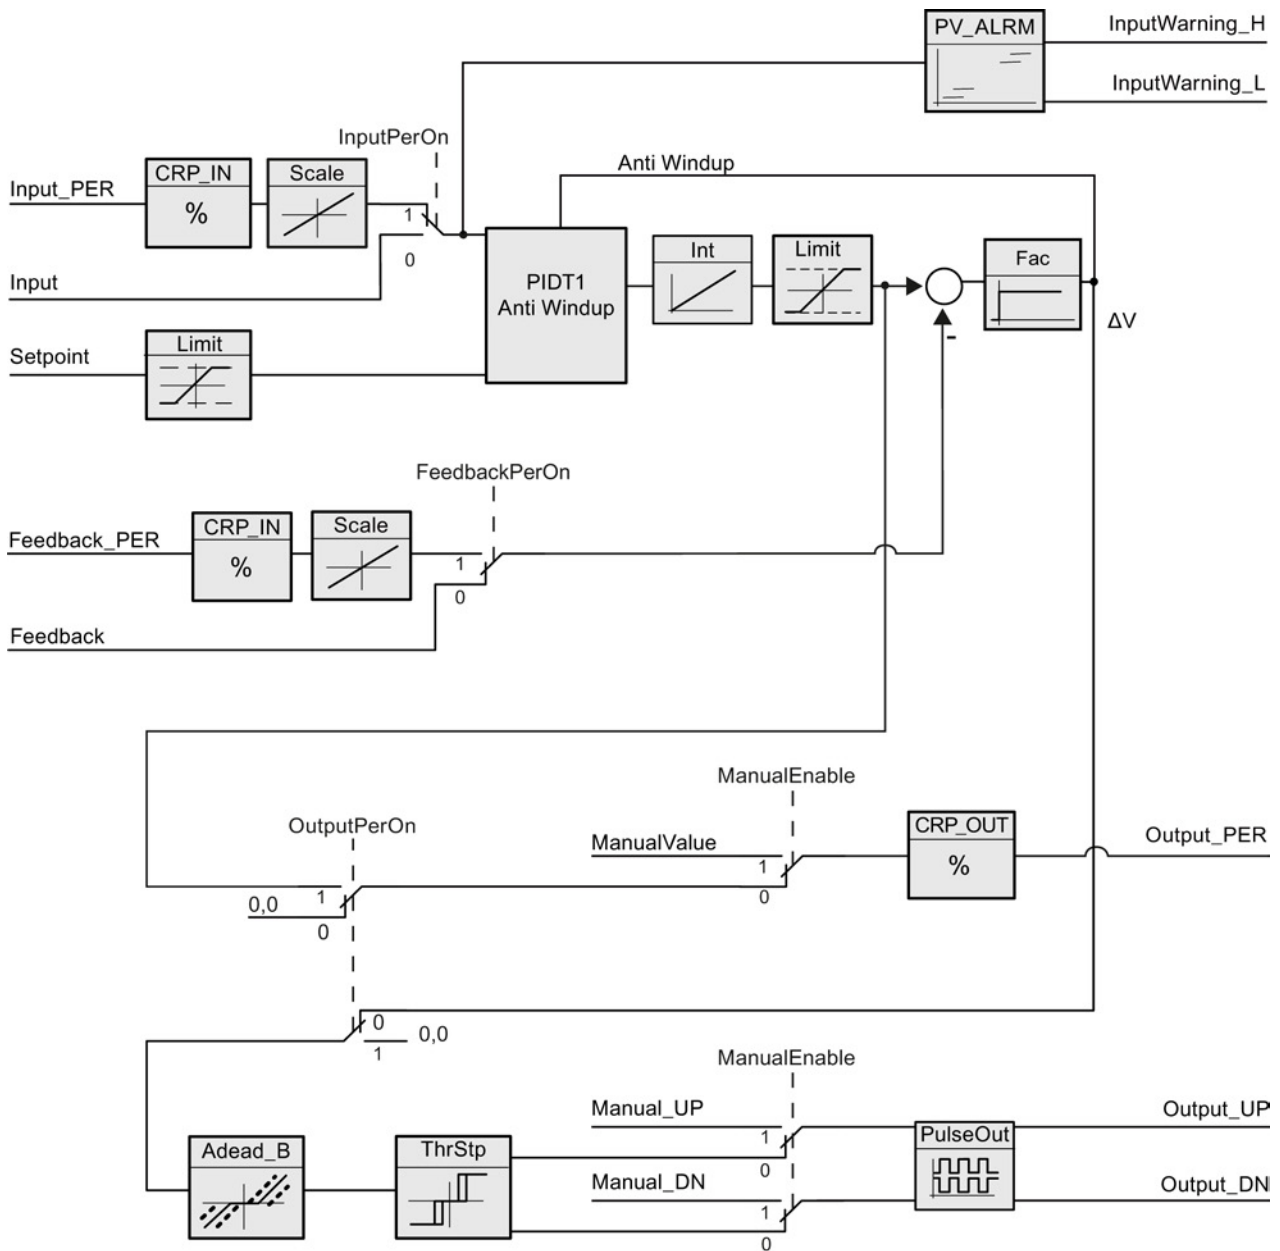 PV_ALRM
InputWarning_H
InputWarning_L
InputPerOn
Anti Windup
Input_PER
CRP_IN
%
Scale
1
0
Input
PIDT1
Anti Windup
Int
Limit
Fac
ΔV
-
Setpoint
Limit
FeedbackPerOn
Feedback_PER
CRP_IN
%
Scale
1
0
Feedback
ManualEnable
OutputPerOn
ManualValue
1
0
CRP_OUT
%
Output_PER
1
0,0
0
0
0,0
1
ManualEnable
Manual_UP
1
0
Output_UP
Adead_B
ThrStp
PulseOut
Manual_DN
1
0
Output_DN